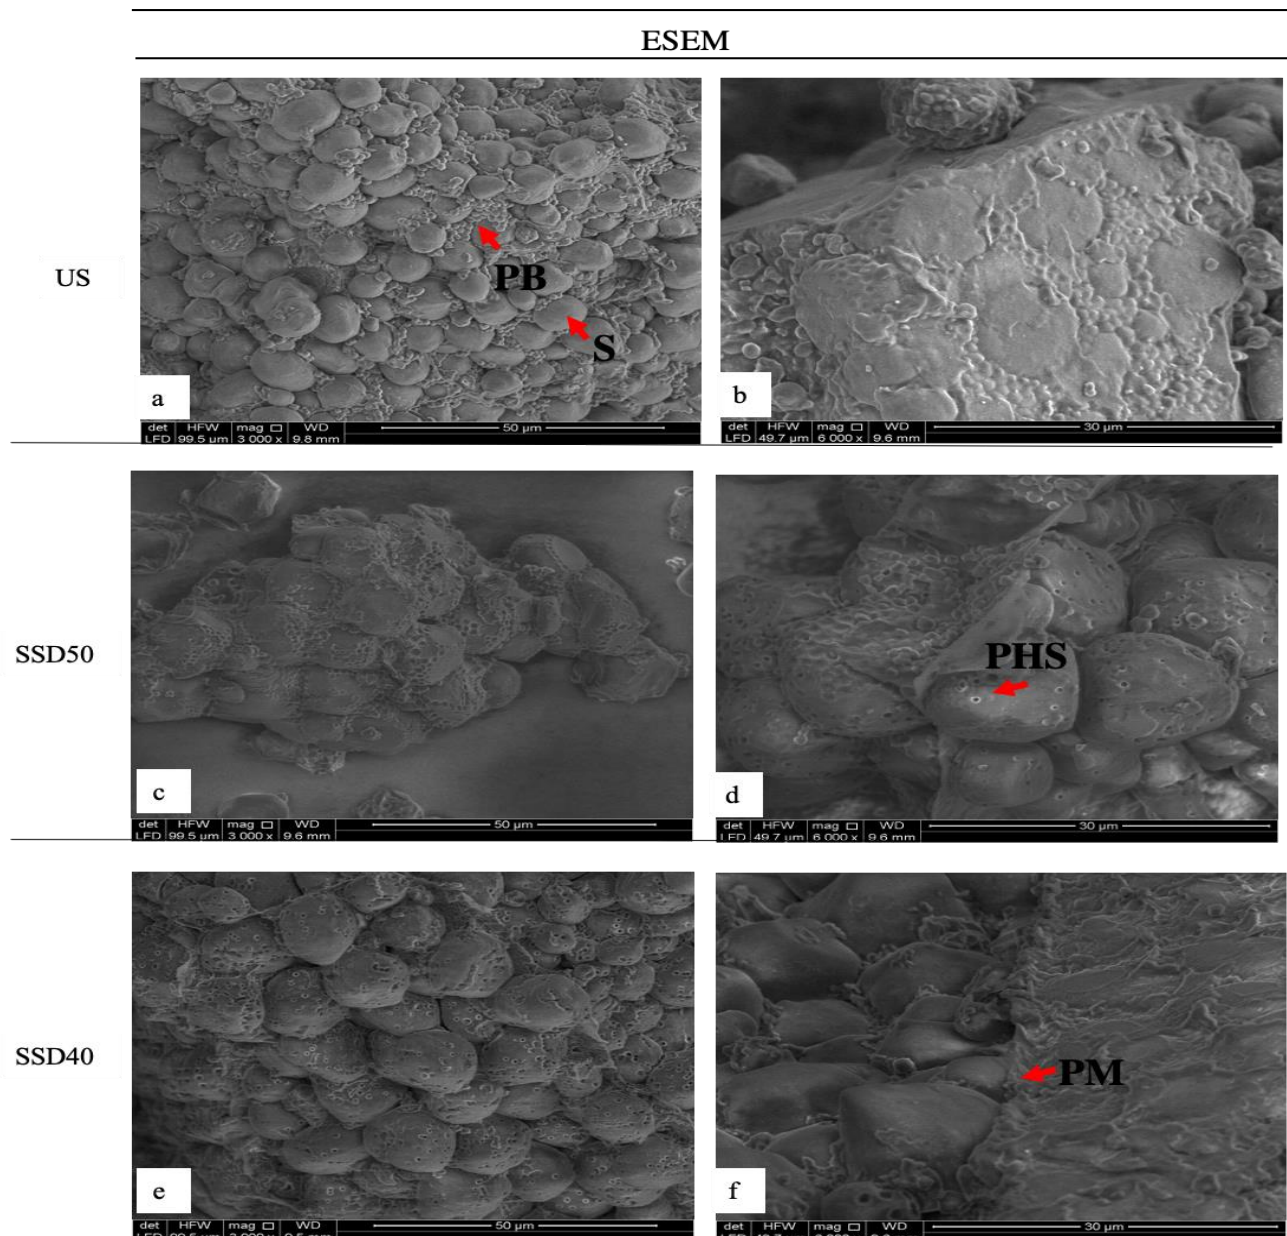 ESEM
US
PB
S
a
b
det HFW mag WD 50 µm
LFD 99.5 µm 3 000 x 9.8 mm
det HFW mag WD 30 µm
LFD 49.7 µm 6 000 x 9.6 mm
SSD50
PHS
c
d
det HFW mag WD 50 µm
LFD 99.5 µm 3 000 x 9.6 mm
det HFW mag WD 30 µm
LFD 49.7 µm 6 000 x 9.6 mm
SSD40
PM
e
f
det HFW mag WD 50 µm
det HFW mag WD 30 µm